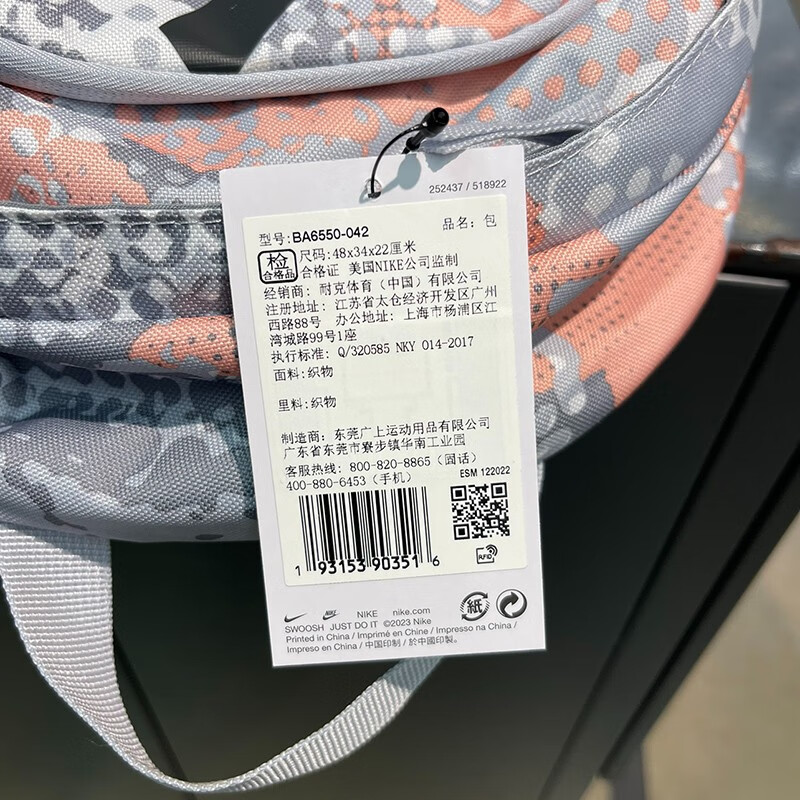 252437 / 518922
型号:BA6550-042 品名: 包
检 合格品
尺码:48x34x22厘米
合格证 美国NIKE公司监制
经销商: 耐克体育(中国)有限公司
注册地址: 江苏省太仓经济开发区广州
西路88号 办公地址: 上海市杨浦区江
湾城路99号1座
执行标准: Q/320585 NKY 014-2017
面料:织物
里料:织物
制造商: 东莞广上运动用品有限公司
广东省东莞市寮步镇华南工业园
客服热线: 800-820-8865 (固话)
400-880-6453 (手机)
ESM 122022
1 93153 90351 6
RFID
NIKE nike.com
SWOOSH JUST DO IT ©2023 Nike
Printed in China / Imprimé en Chine / Impresso na China /
Impreso en China / 中国印制 / 於中國印製。
紙